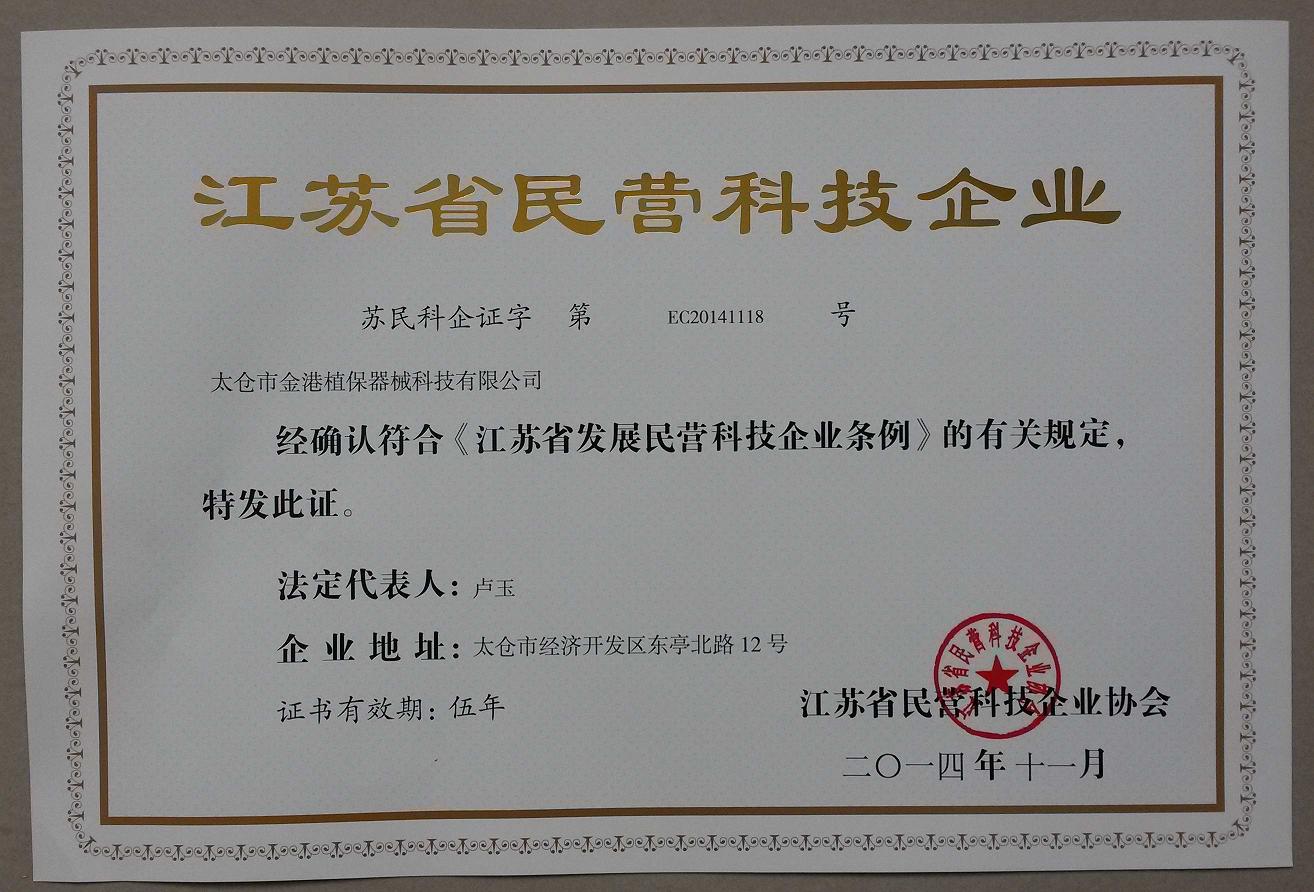 江苏省民营科技企业
苏民科企证字 第 EC20141118 号
太仓市金港植保器械科技有限公司
经确认符合《江苏省发展民营科技企业条例》的有关规定，
特发此证。
法定代表人：卢玉
企业地址：太仓市经济开发区东亭北路 12 号
证书有效期：伍年
江苏省民营科技企业协会
二〇一四年十一月